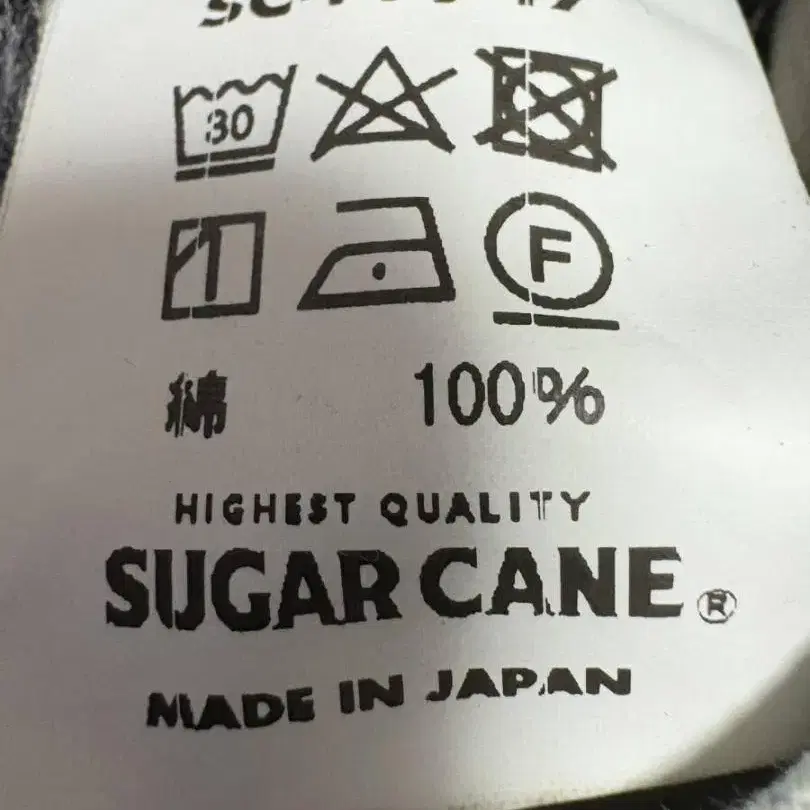 30
F
綿 100%
HIGHEST QUALITY
SUGAR CANE ®
MADE IN JAPAN